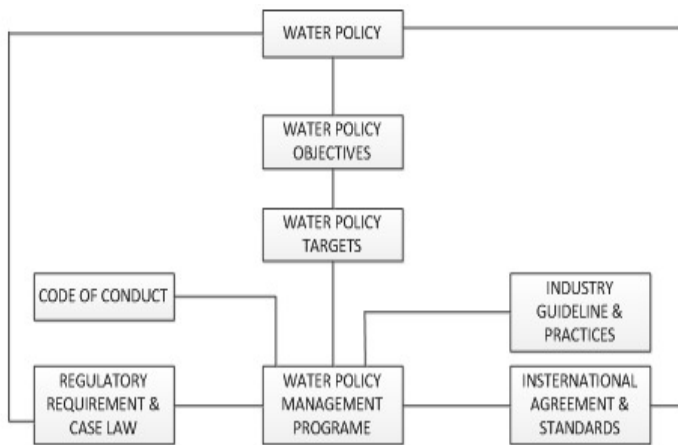 WATER POLICY
WATER POLICY
OBJECTIVES
WATER POLICY
TARGETS
CODE OF CONDUCT
INDUSTRY
GUIDELINE &
PRACTICES
REGULATORY
REQUIREMENT &
CASE LAW
WATER POLICY
MANAGEMENT
PROGRAME
INSTERNATIONAL
AGREEMENT &
STANDARDS